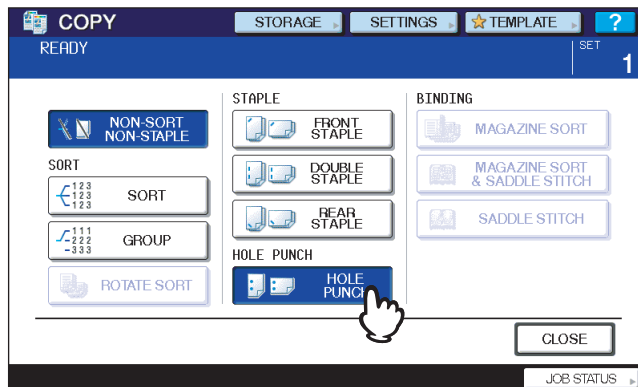 COPY
STORAGE
SETTINGS
TEMPLATE
?
READY
SET
1
NON-SORT
NON-STAPLE
SORT
123
123
123
SORT
111
-222
-333
GROUP
ROTATE SORT
STAPLE
FRONT
STAPLE
DOUBLE
STAPLE
REAR
STAPLE
HOLE PUNCH
HOLE
PUNCH
BINDING
MAGAZINE SORT
MAGAZINE SORT
& SADDLE STITCH
SADDLE STITCH
CLOSE
JOB STATUS